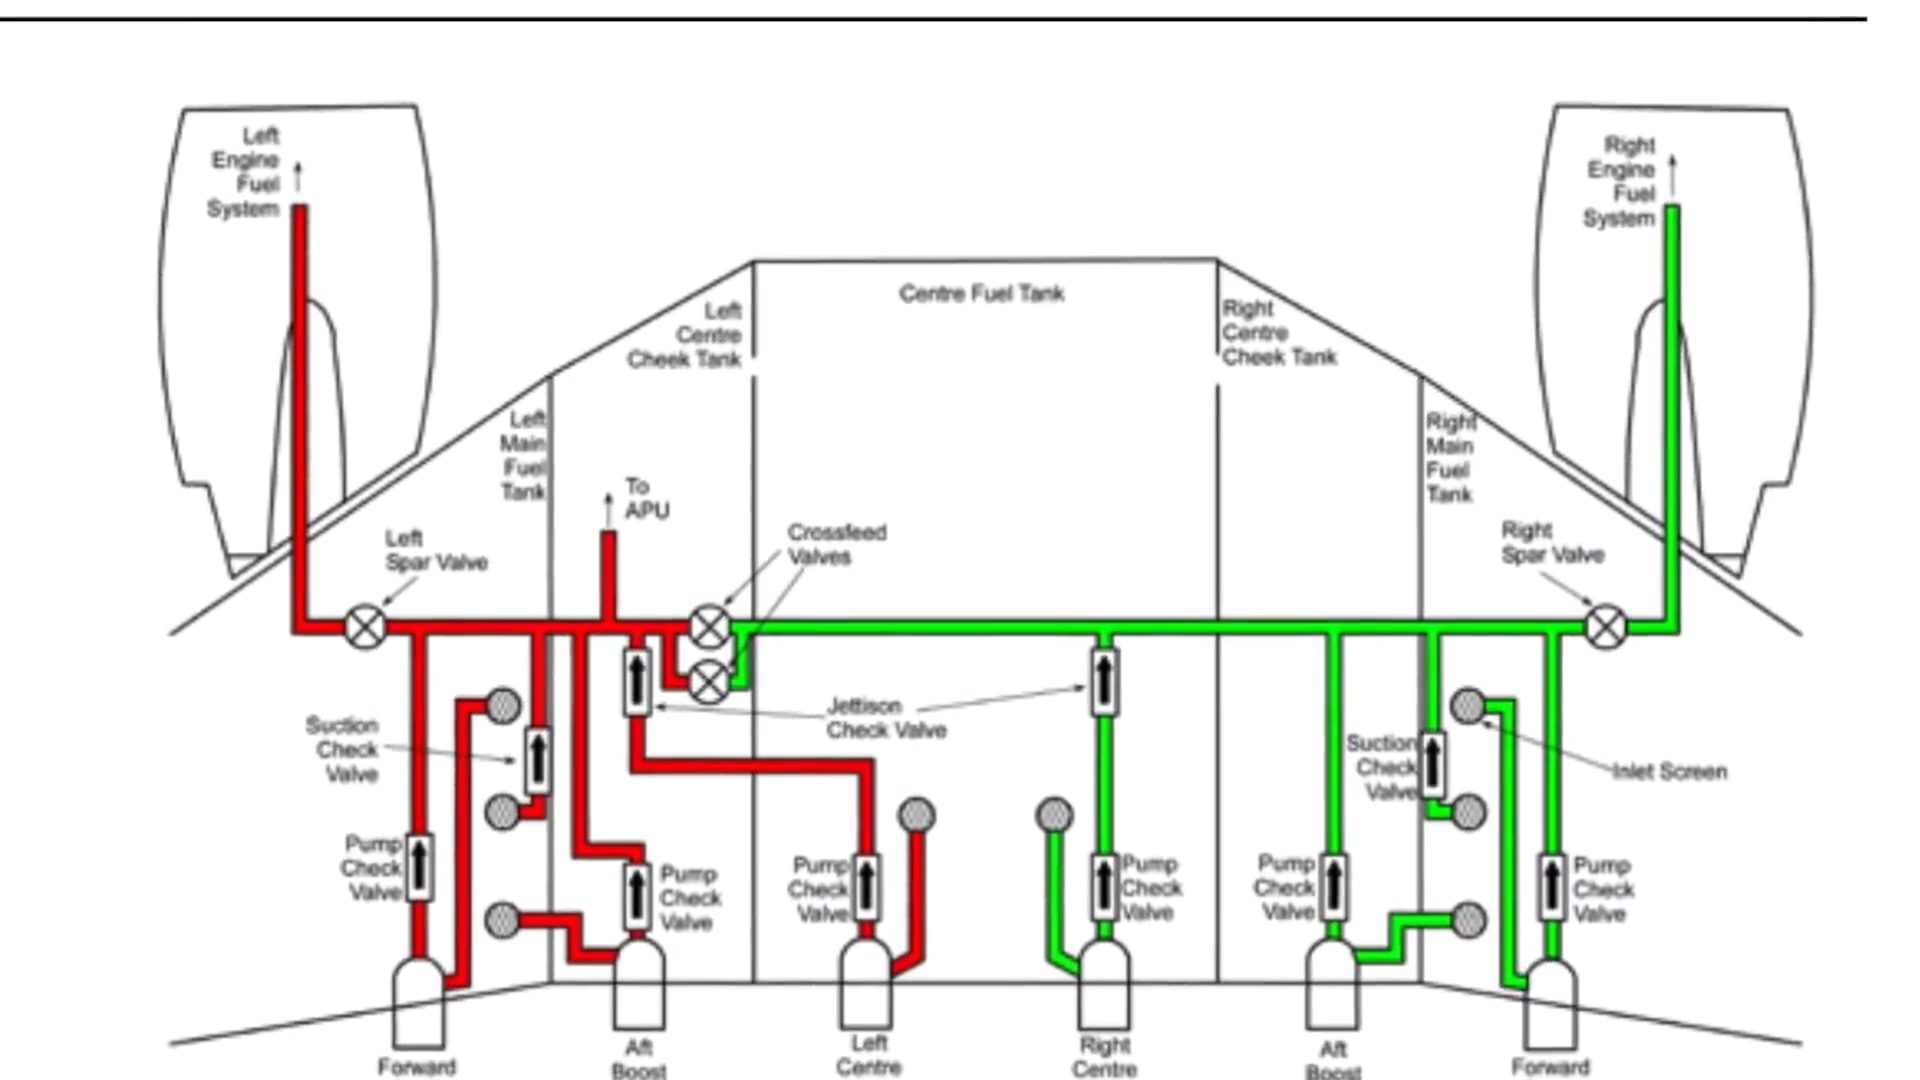 Left
Engine
Fuel
System
Right
Engine
Fuel
System
Centre Fuel Tank
Left
Centre
Cheek Tank
Right
Centre
Cheek Tank
Left
Main
Fuel
Tank
Right
Main
Fuel
Tank
To
APU
Left
Spar Valve
Crossfeed
Valves
Right
Spar Valve
Suction
Check
Valve
Jettison
Check Valve
Suction
Check
Valve
Inlet Screen
Pump
Check
Valve
Pump
Check
Valve
Pump
Check
Valve
Pump
Check
Valve
Pump
Check
Valve
Pump
Check
Valve
Forward
Aft
Boost
Left
Centre
Right
Centre
Aft
Boost
Forward